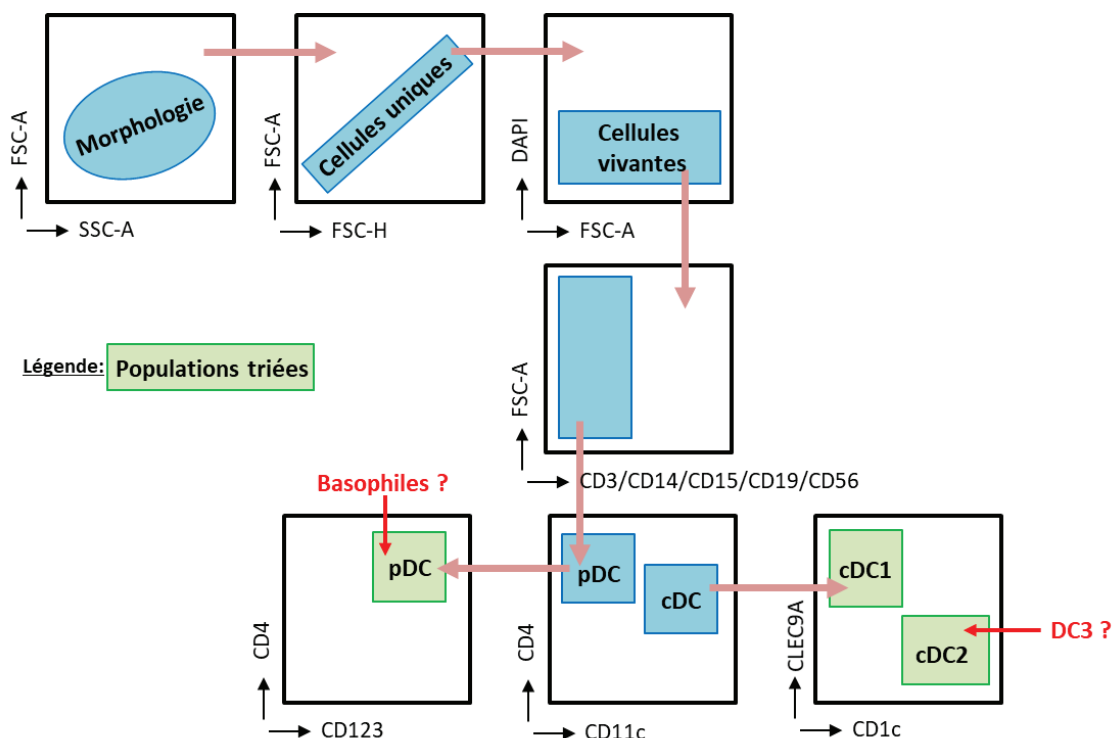 FSC-A
Morphologie
SSC-A
FSC-A
Cellules uniques
FSC-H
DAPI
Cellules
vivantes
FSC-A
Légende:
Populations triées
FSC-A
CD3/CD14/CD15/CD19/CD56
Basophiles ?
CD4
pDC
CD123
CD4
pDC
cDC
CD11c
CLEC9A
cDC1
cDC2
CD1c
DC3 ?